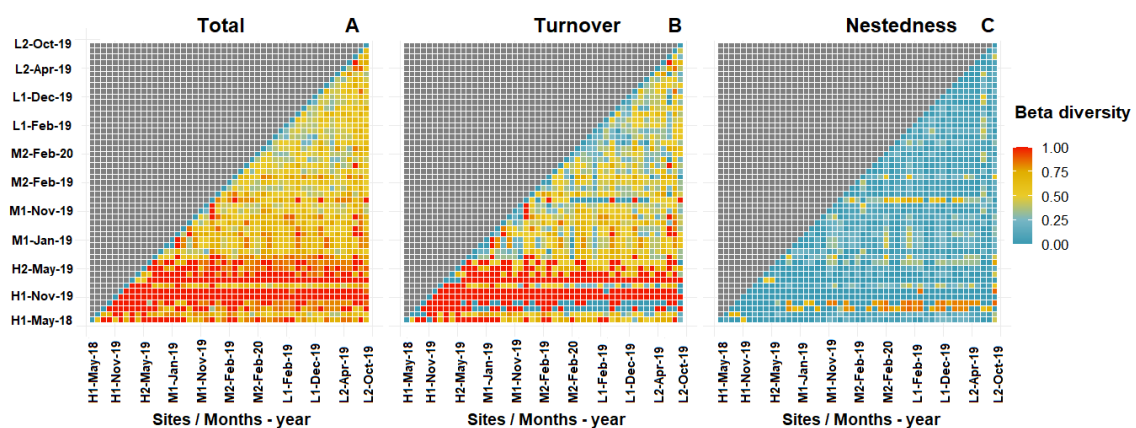 Total A
Turnover B
Nestedness C
L2-Oct-19
L2-Apr-19
L1-Dec-19
L1-Feb-19
M2-Feb-20
M2-Feb-19
M1-Nov-19
M1-Jan-19
H2-May-19
H1-Nov-19
H1-May-18
Beta diversity
1.00
0.75
0.50
0.25
0.00
H1-May-18
H1-Nov-19
H2-May-19
M1-Jan-19
M1-Nov-19
M2-Feb-19
M2-Feb-20
L1-Feb-19
L1-Dec-19
L2-Apr-19
L2-Oct-19
H1-May-18
H1-Nov-19
H2-May-19
M1-Jan-19
M1-Nov-19
M2-Feb-19
M2-Feb-20
L1-Feb-19
L1-Dec-19
L2-Apr-19
L2-Oct-19
H1-May-18
H1-Nov-19
H2-May-19
M1-Jan-19
M1-Nov-19
M2-Feb-19
M2-Feb-20
L1-Feb-19
L1-Dec-19
L2-Apr-19
L2-Oct-19
Sites / Months - year
Sites / Months - year
Sites / Months - year